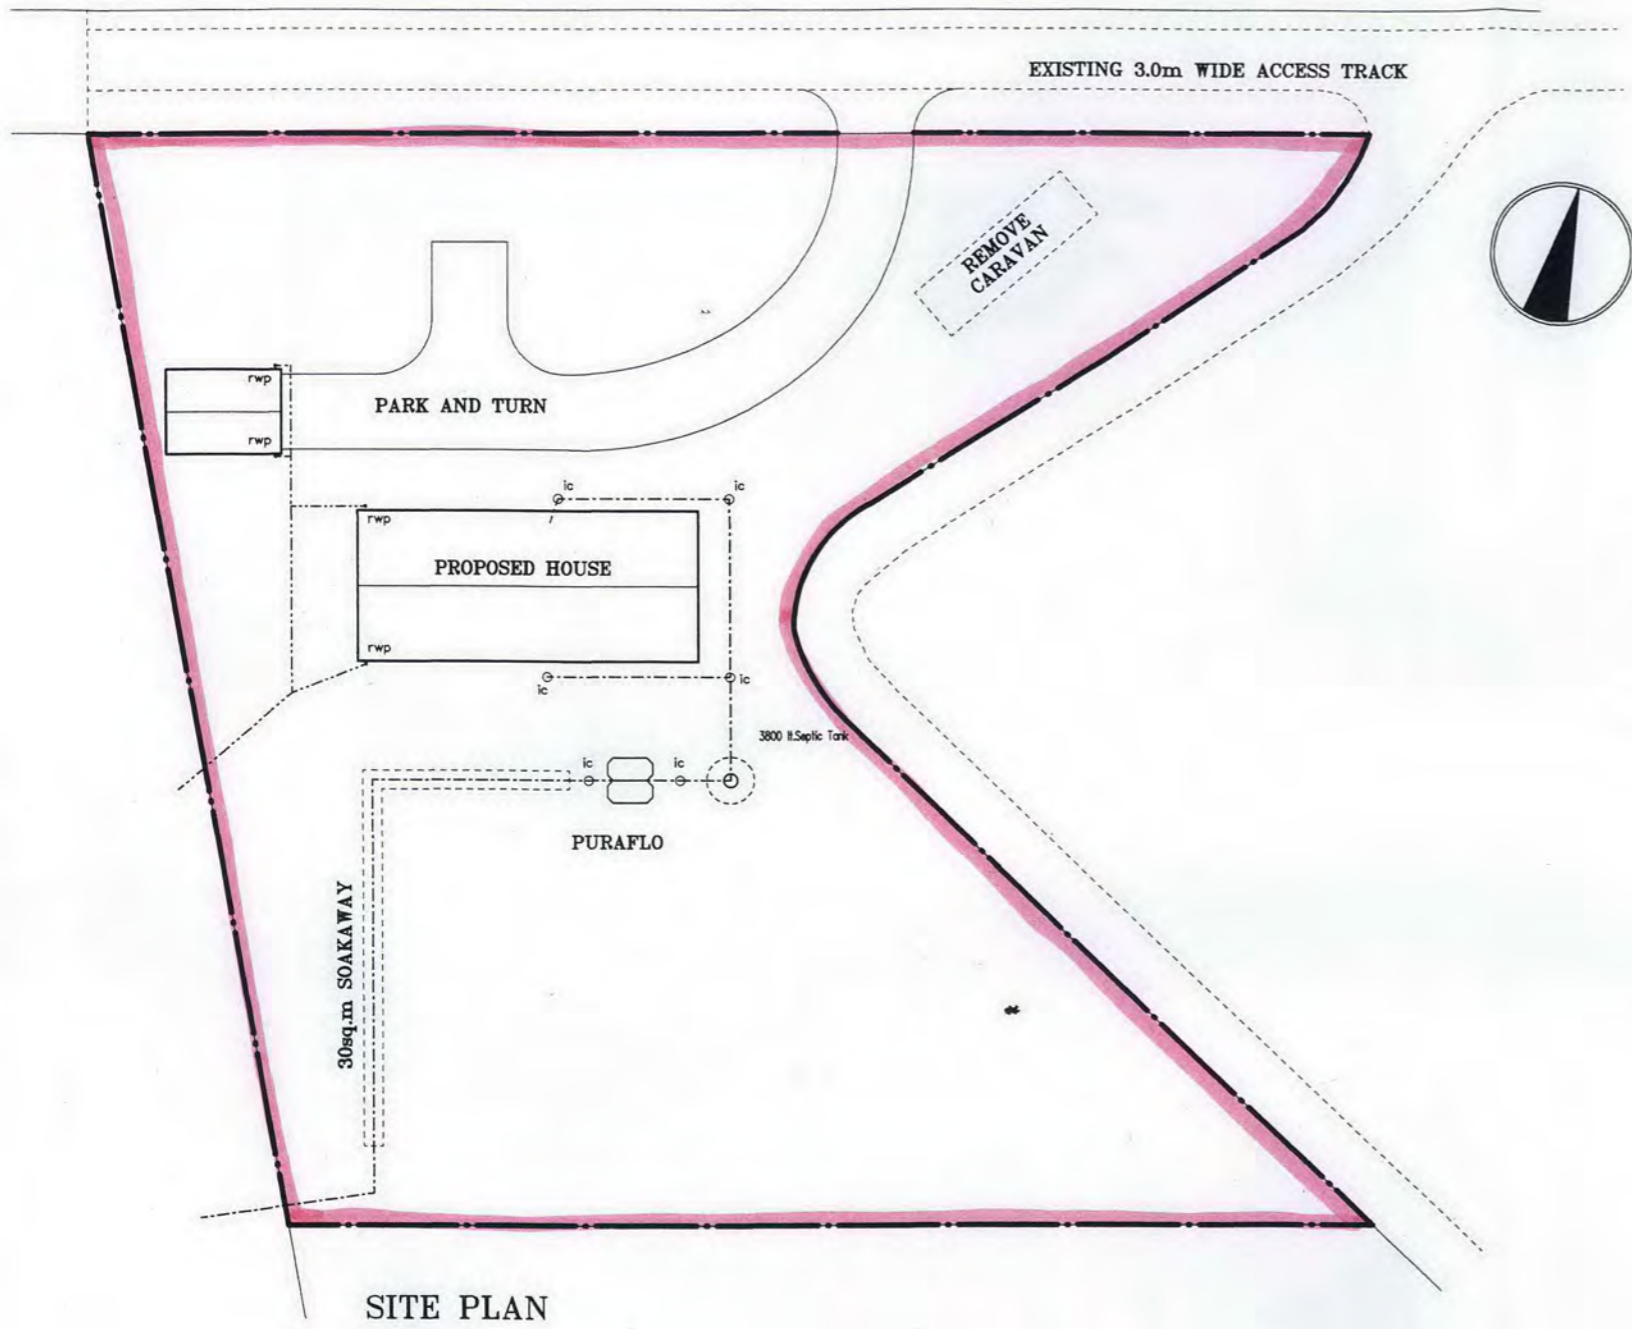 EXISTING 3.0m WIDE ACCESS TRACK
REMOVE
CARAVAN
rwp
PARK AND TURN
rwp
ic
ic
rwp
PROPOSED HOUSE
rwp
ic
ic
3800 lt.Septic Tank
ic
ic
PURAFLO
30sq.m SOAKAWAY
SITE PLAN